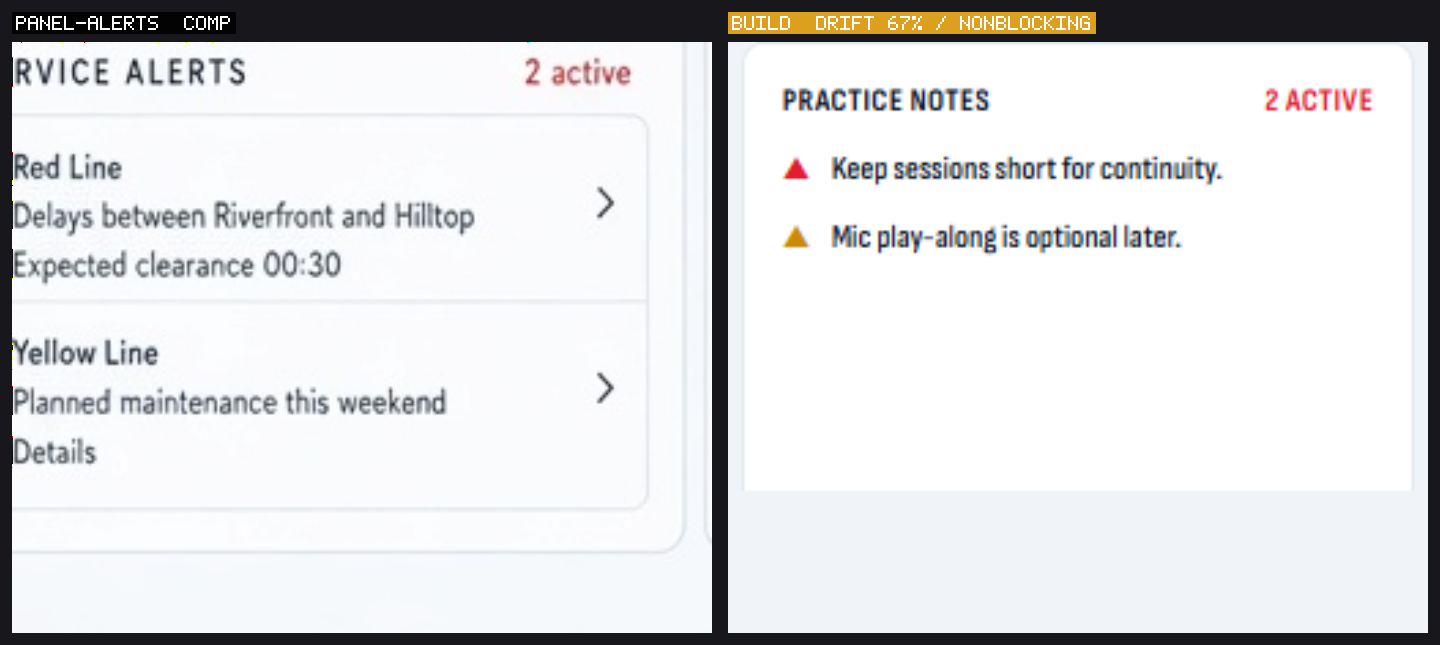 PANEL-ALERTS COMP
RVICE ALERTS
2 active
Red Line
Delays between Riverfront and Hilltop
Expected clearance 00:30
Yellow Line
Planned maintenance this weekend
Details
BUILD DRIFT 67% / NONBLOCKING
PRACTICE NOTES
2 ACTIVE
Keep sessions short for continuity.
Mic play-along is optional later.